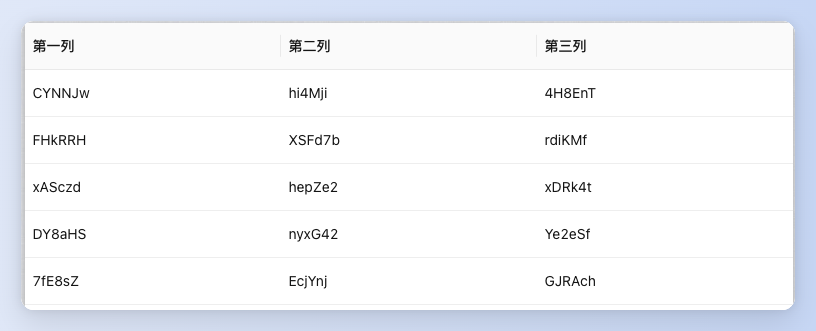 第一列 第二列 第三列
CYNNJw hi4Mji 4H8EnT
FHkRRH XSFd7b rdiKMf
xASczd hepZe2 xDRk4t
DY8aHS nyxG42 Ye2eSf
7fE8sZ EcjYnj GJRAch